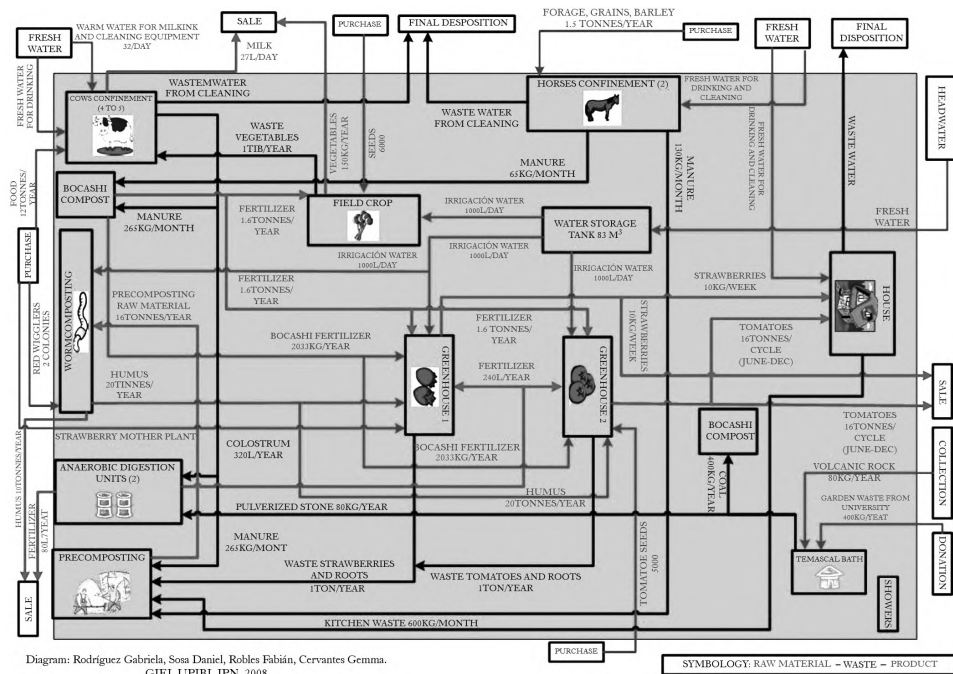 WARM WATER FOR MILKINK
AND CLEANING EQUIPMENT
32/DAY
FRESH
WATER
SALE
MILK
27L/DAY
PURCHASE
FINAL DESPOSITION
FORAGE, GRAINS, BARLEY
1.5 TONNES/YEAR
PURCHASE
FRESH
WATER
FINAL
DISPOSITION
FRESH WATER
FOR DRINKING
COWS CONFINEMENT
(4 TO 5)
WASTEMWATER
FROM CLEANING
WASTE
VEGETABLES
1TIB/YEAR
VEGETABLES
150KG/YEAR
SEEDS
6000
WASTE WATER
FROM CLEANING
HORSES CONFINEMENT (2)
FRESH WATER FOR
DRINKING AND
CLEANING
FRESH WATER FOR
DRINKING AND CLEANING
WASTE WATER
HEADWATER
FOOD
12TONNES/
YEAR
BOCASHI
COMPOST
MANURE
265KG/MONTH
MANURE
65KG/MONTH
MANURE
130KG/MONTH
FERTILIZER
1.6TONNES/
YEAR
FIELD CROP
IRRIGACIÓN WATER
1000L/DAY
WATER STORAGE
TANK 83 M3
FRESH
WATER
PURCHASE
RED WIGGLERS
2 COLONIES
WORMCOMPOSTING
PRECOMPOSTING
RAW MATERIAL
16TONNES/YEAR
FERTILIZER
1.6TONNES/
YEAR
IRRIGACIÓN WATER
1000L/DAY
IRRIGACIÓN WATER
1000L/DAY
IRRIGACIÓN WATER
1000L/DAY
STRAWBERRIES
10KG/WEEK
HOUSE
BOCASHI FERTILIZER
2033KG/YEAR
FERTILIZER
1.6 TONNES/
YEAR
STRAWBERRIES
10KG/WEEK
TOMATOES
16TONNES/
CYCLE
(JUNE-DEC)
HUMUS
20TINNES/
YEAR
GREENHOUSE 1
FERTILIZER
240L/YEAR
GREENHOUSE 2
SALE
STRAWBERRY MOTHER PLANT
COLOSTRUM
320L/YEAR
BOCASHI FERTILIZER
2033KG/YEAR
BOCASHI
COMPOST
TOMATOES
16TONNES/
CYCLE
(JUNE-DEC)
HUMUS 10TONNES/YEAR
FERTILIZER
80L7YEAT
ANAEROBIC DIGESTION
UNITS (2)
PULVERIZED STONE 80KG/YEAR
HUMUS
20TONNES/YEAR
COAL
400KG/YEAR
VOLCANIC ROCK
80KG/YEAR
COLLECTION
GARDEN WASTE FROM
UNIVERSITY
400KG/YEAT
DONATION
MANURE
265KG/MONT
PRECOMPOSTING
WASTE STRAWBERRIES
AND ROOTS
1TON/YEAR
WASTE TOMATOES AND ROOTS
1TON/YEAR
TOMATOE SEEDS
5000
TEMASCAL BATH
SHOWERS
SALE
KITCHEN WASTE 600KG/MONTH
PURCHASE
Diagram: Rodríguez Gabriela, Sosa Daniel, Robles Fabián, Cervantes Gemma.
GIEI, UPIBI, IPN. 2008
SYMBOLOGY: RAW MATERIAL – WASTE – PRODUCT